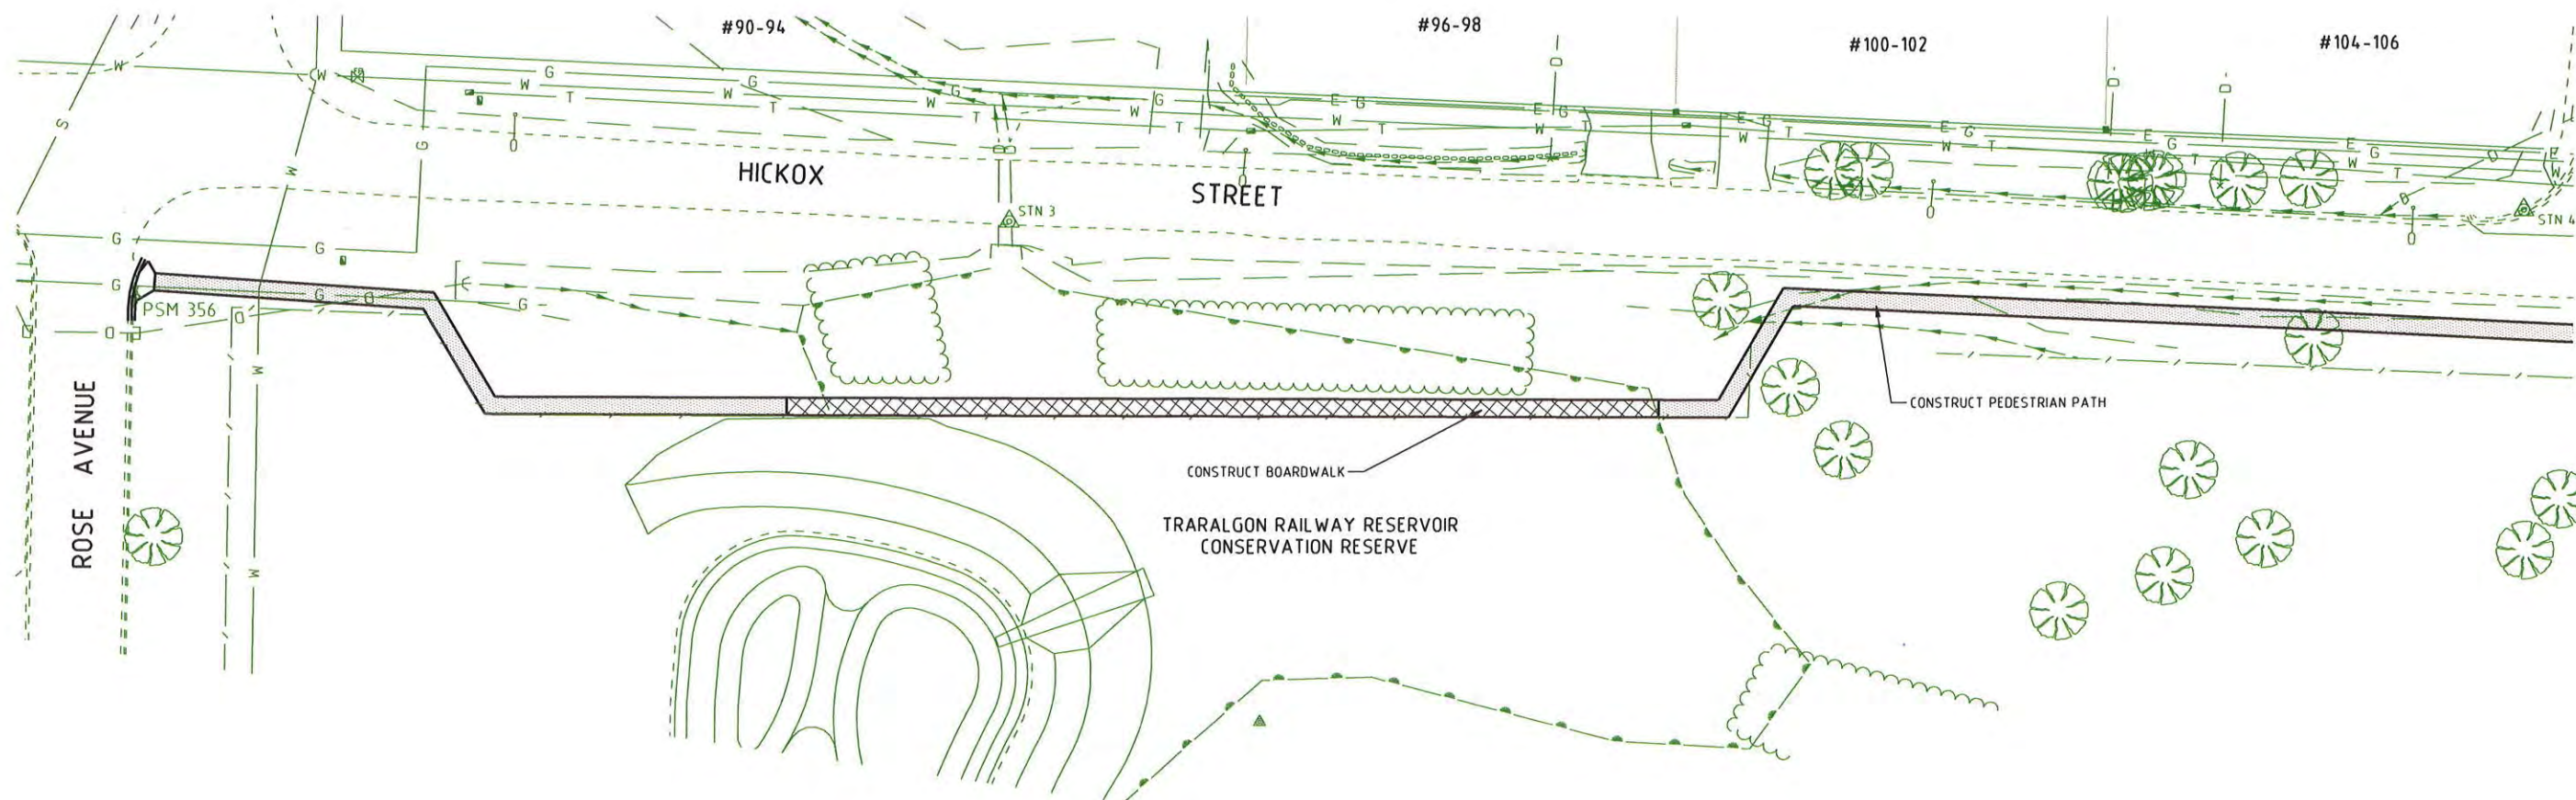 #90-94
#96-98
#100-102
#104-106
HICKOX STREET
STN 3
STN 4
PSM 356
ROSE AVENUE
CONSTRUCT PEDESTRIAN PATH
CONSTRUCT BOARDWALK
TRARALGON RAILWAY RESERVOIR
CONSERVATION RESERVE